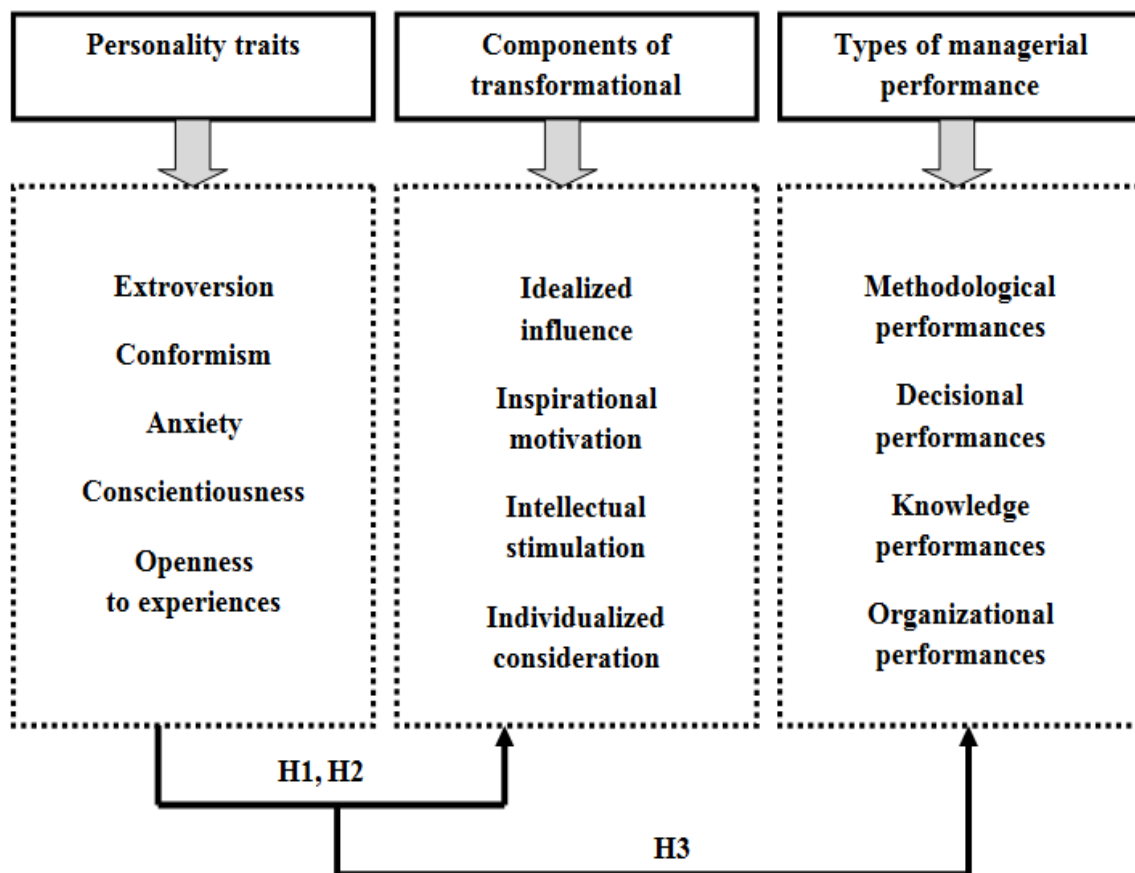 Personality traits
Components of
transformational
Types of managerial
performance
Extroversion
Conformism
Anxiety
Conscientiousness
Openness
to experiences
Idealized
influence
Inspirational
motivation
Intellectual
stimulation
Individualized
consideration
Methodological
performances
Decisional
performances
Knowledge
performances
Organizational
performances
H1, H2
H3